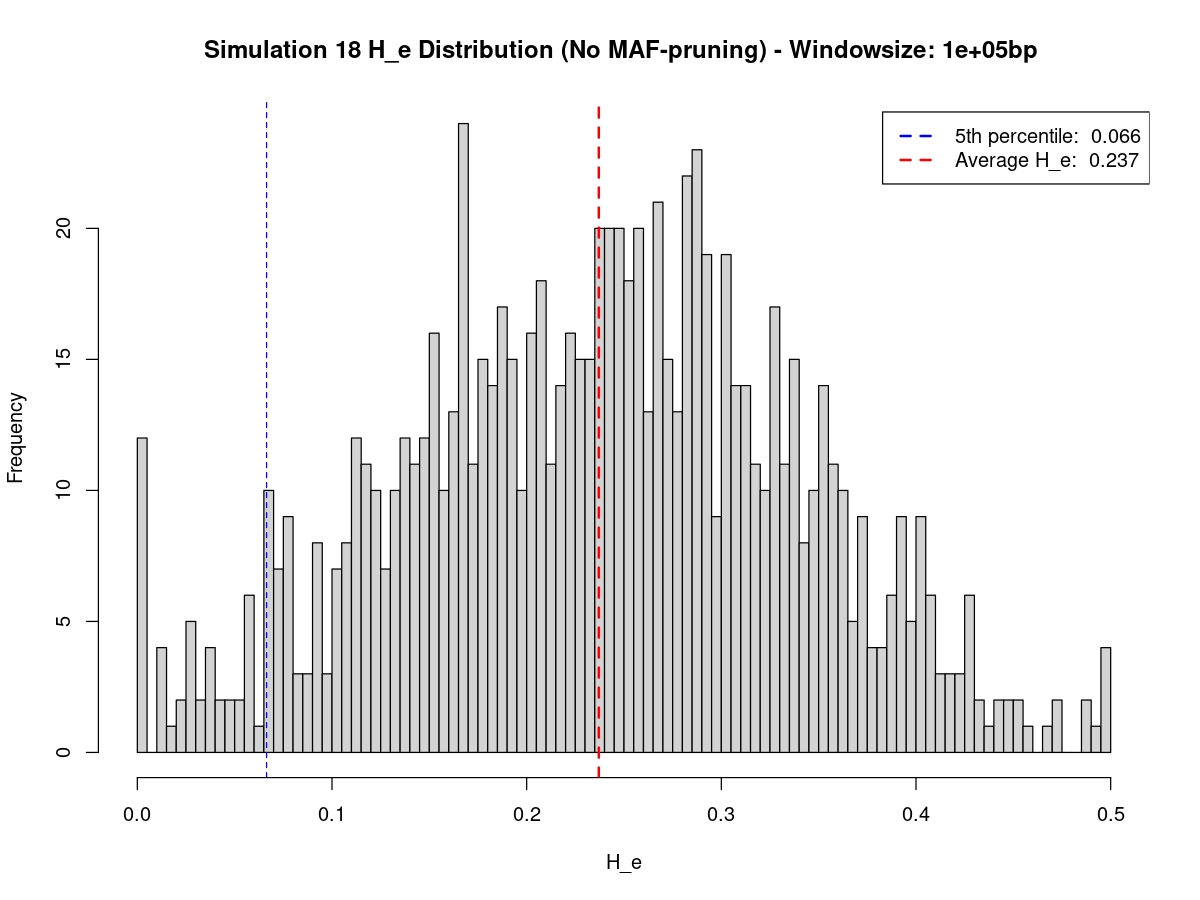 Simulation 18 H_e Distribution (No MAF-pruning) - Windowsize: 1e+05bp
5th percentile: 0.066
Average H_e: 0.237
Frequency
20
15
10
5
0
0.0 0.1 0.2 0.3 0.4 0.5
H_e